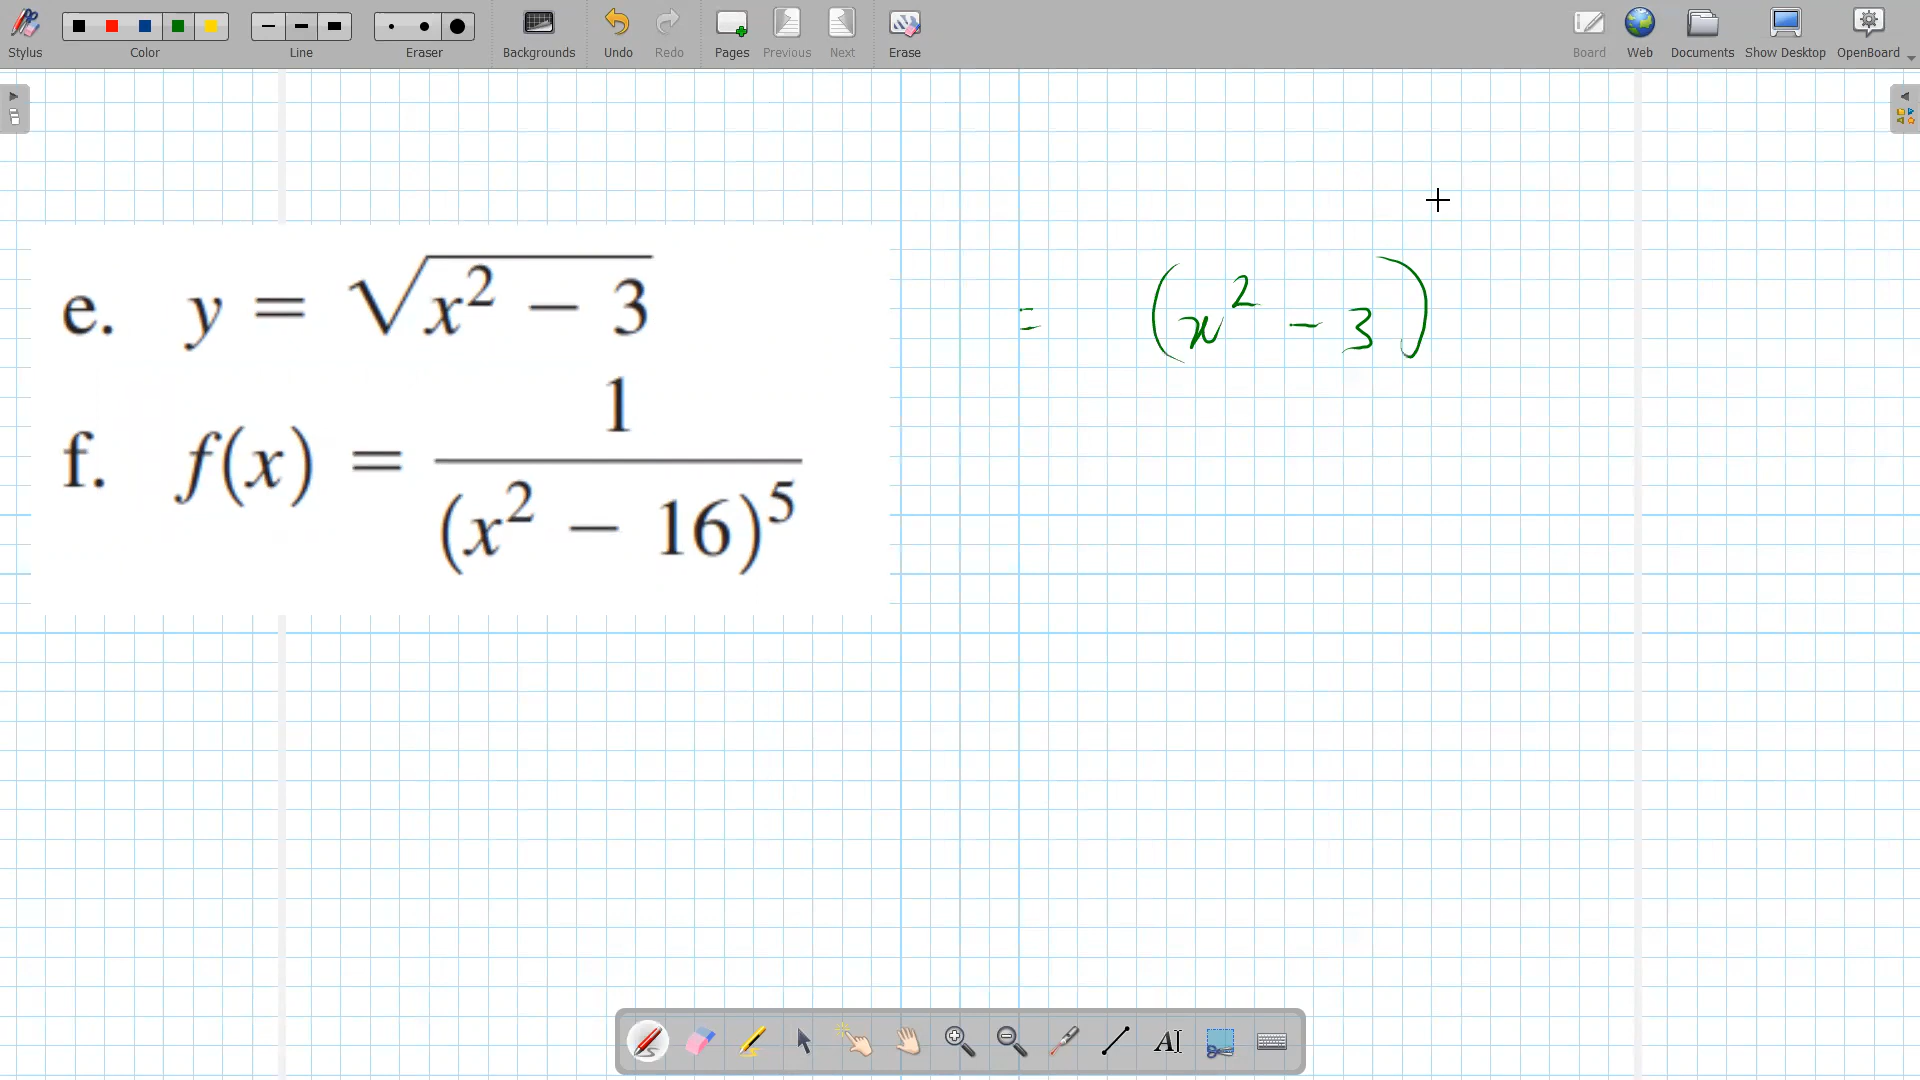 Stylus Color Line Eraser Backgrounds Undo Redo Pages Previous Next Erase Board Web Documents Show Desktop OpenBoard
e. y = √(x² − 3)
= (x² − 3)
f. f(x) = 1/(x² − 16)⁵
A